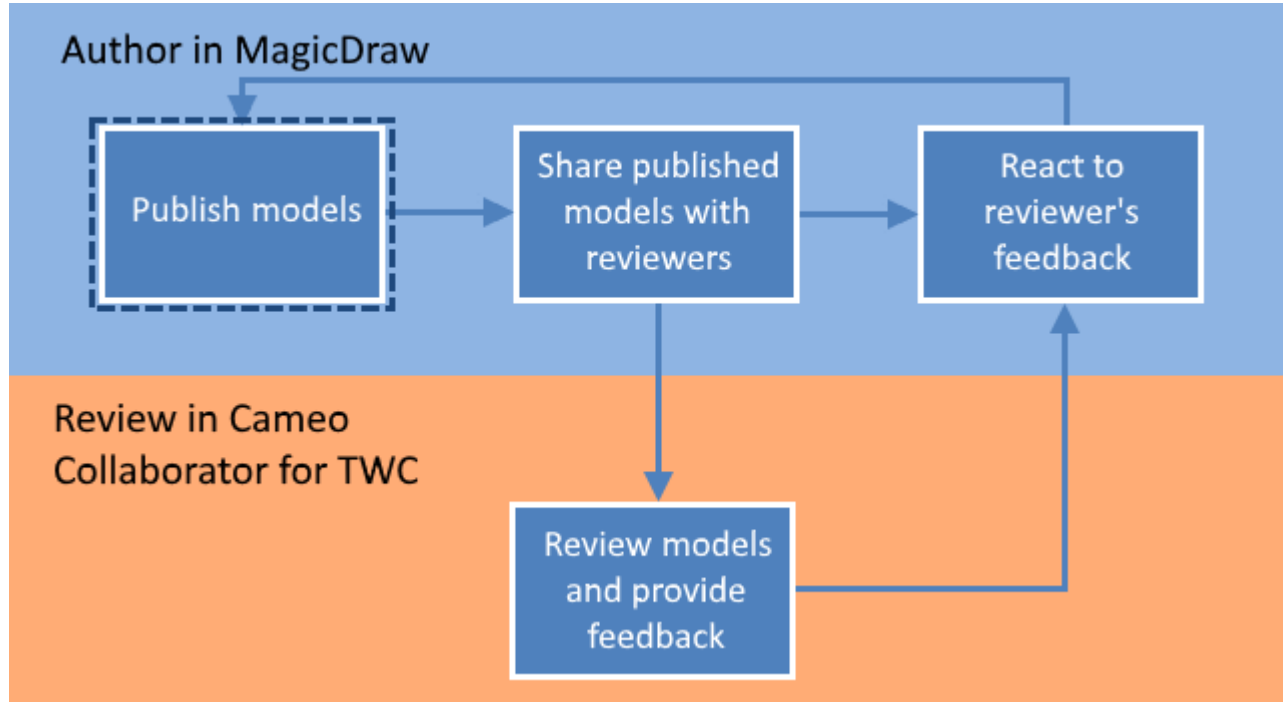 Author in MagicDraw
Publish models
Share published
models with
reviewers
React to
reviewer's
feedback
Review in Cameo
Collaborator for TWC
Review models
and provide
feedback